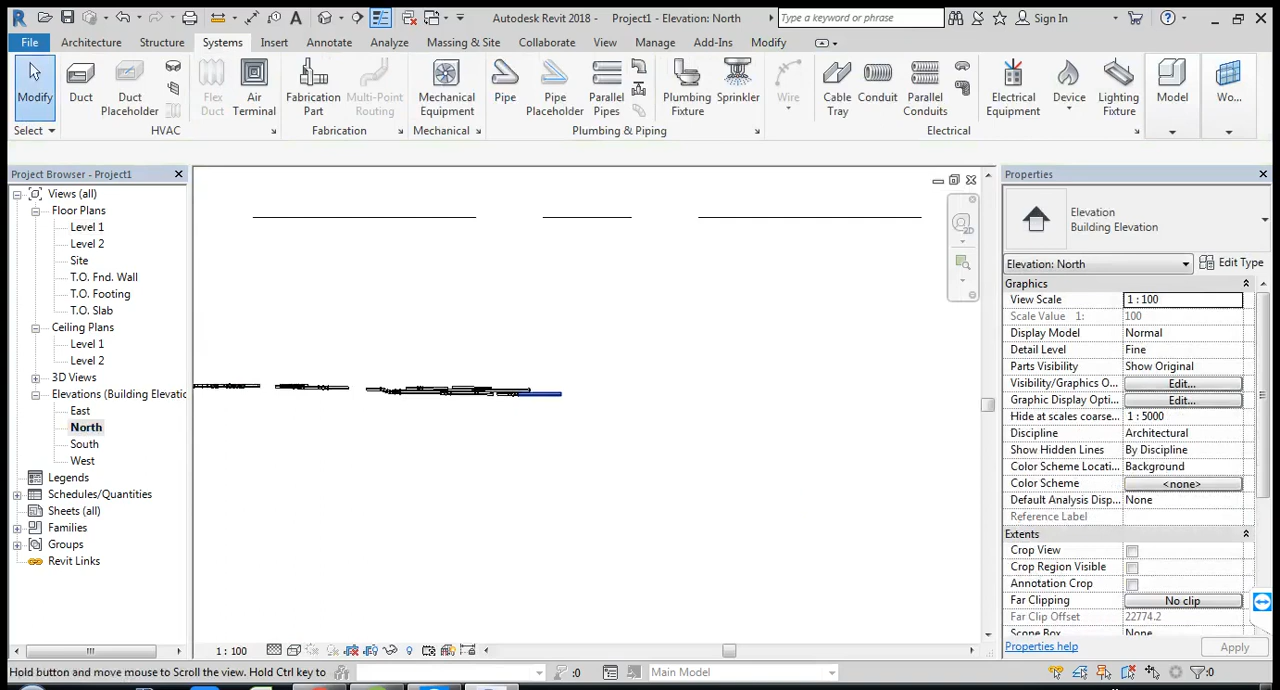 Autodesk Revit 2018 -    Project1 - Elevation: North
Type a keyword or phrase
Sign In
File
Architecture
Structure
Systems
Insert
Annotate
Analyze
Massing & Site
Collaborate
View
Manage
Add-Ins
Modify
Modify
Duct
Duct Placeholder
Flex Duct
Air Terminal
Fabrication Part
Multi-Point Routing
Mechanical Equipment
Pipe
Pipe Placeholder
Parallel Pipes
Plumbing Fixture
Sprinkler
Wire
Cable Tray
Conduit
Parallel Conduits
Electrical Equipment
Device
Lighting Fixture
Model
Wo...
Select
HVAC
Fabrication
Mechanical
Plumbing & Piping
Electrical
Project Browser - Project1
Views (all)
Floor Plans
Level 1
Level 2
Site
T.O. Fnd. Wall
T.O. Footing
T.O. Slab
Ceiling Plans
Level 1
Level 2
3D Views
Elevations (Building Elevatic
East
North
South
West
Legends
Schedules/Quantities
Sheets (all)
Families
Groups
Revit Links
2D
Properties
Elevation
Building Elevation
Elevation: North
Edit Type
Graphics
View Scale 1 : 100
Scale Value 1: 100
Display Model Normal
Detail Level Fine
Parts Visibility Show Original
Visibility/Graphics O... Edit...
Graphic Display Opti... Edit...
Hide at scales coarse... 1 : 5000
Discipline Architectural
Show Hidden Lines By Discipline
Color Scheme Locati... Background
Color Scheme <none>
Default Analysis Disp... None
Reference Label
Extents
Crop View
Crop Region Visible
Annotation Crop
Far Clipping No clip
Far Clip Offset 22774.2
Scope Box None
Properties help
Apply
1 : 100
Hold button and move mouse to Scroll the view. Hold Ctrl key to
:0
Main Model
:0